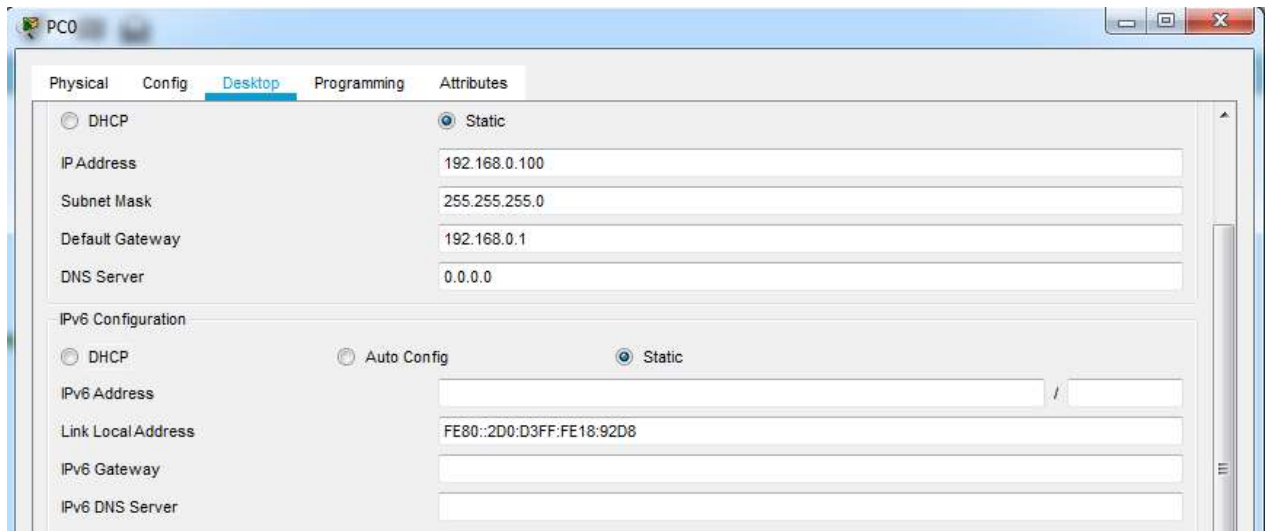 PC0
Physical Config Desktop Programming Attributes
DHCP Static
IP Address 192.168.0.100
Subnet Mask 255.255.255.0
Default Gateway 192.168.0.1
DNS Server 0.0.0.0
IPv6 Configuration
DHCP Auto Config Static
IPv6 Address /
Link Local Address FE80::2D0:D3FF:FE18:92D8
IPv6 Gateway
IPv6 DNS Server